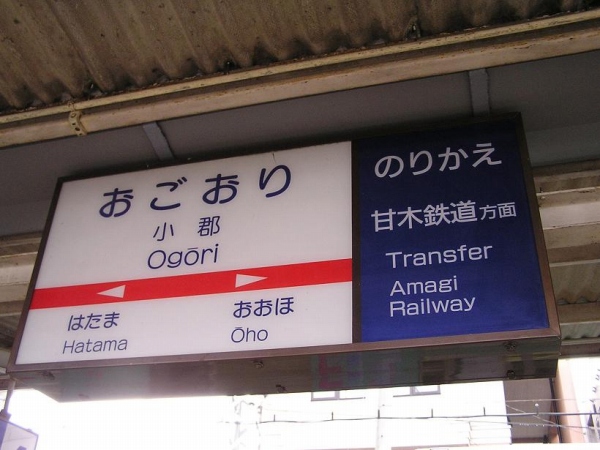 おごおり
小郡
Ogōri
はたま
Hatama
おおほ
Ōho
のりかえ
甘木鉄道方面
Transfer
Amagi
Railway